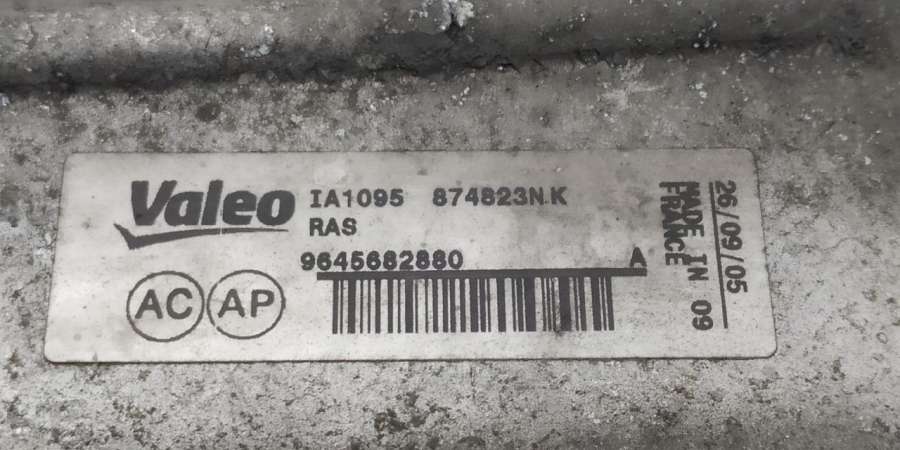 Valeo IA1095 874823N.K
RAS
9645682880 A
AC AP
26/09/05
MADE IN 09
FRANCE